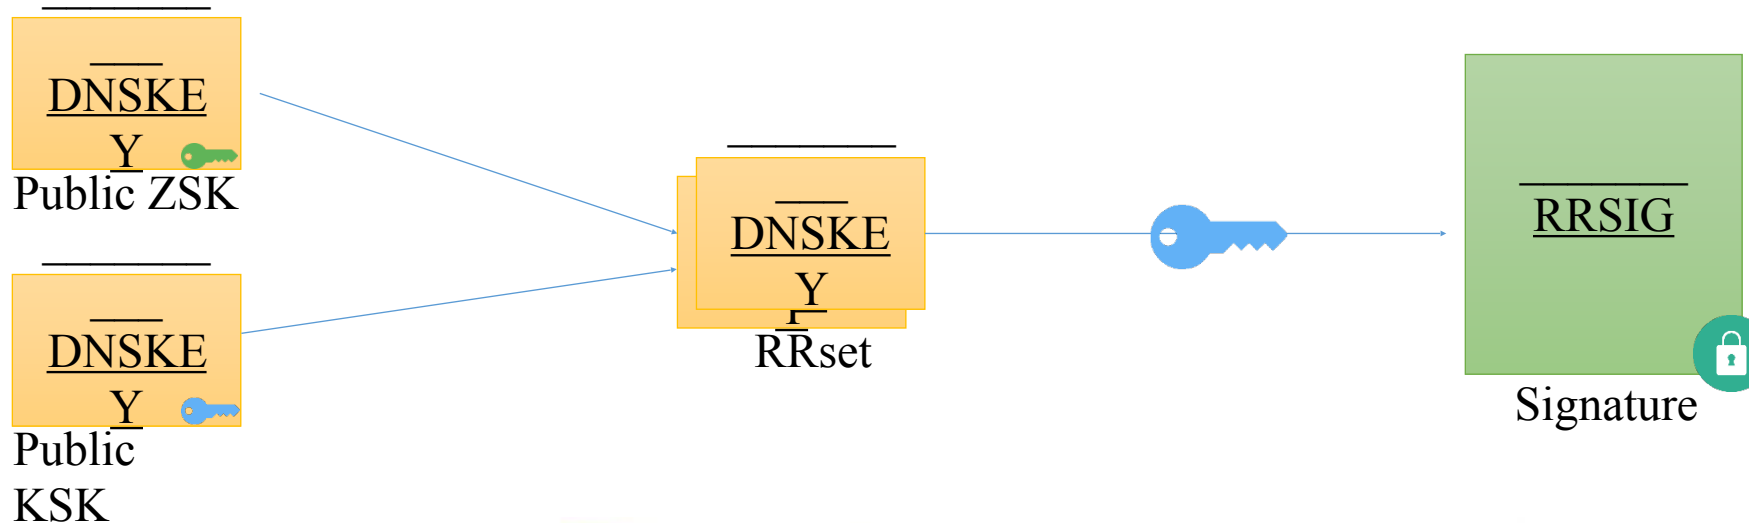 DNSKE
Y
Public ZSK
DNSKE
Y
Public
KSK
DNSKE
Y
RRset
RRSIG
Signature